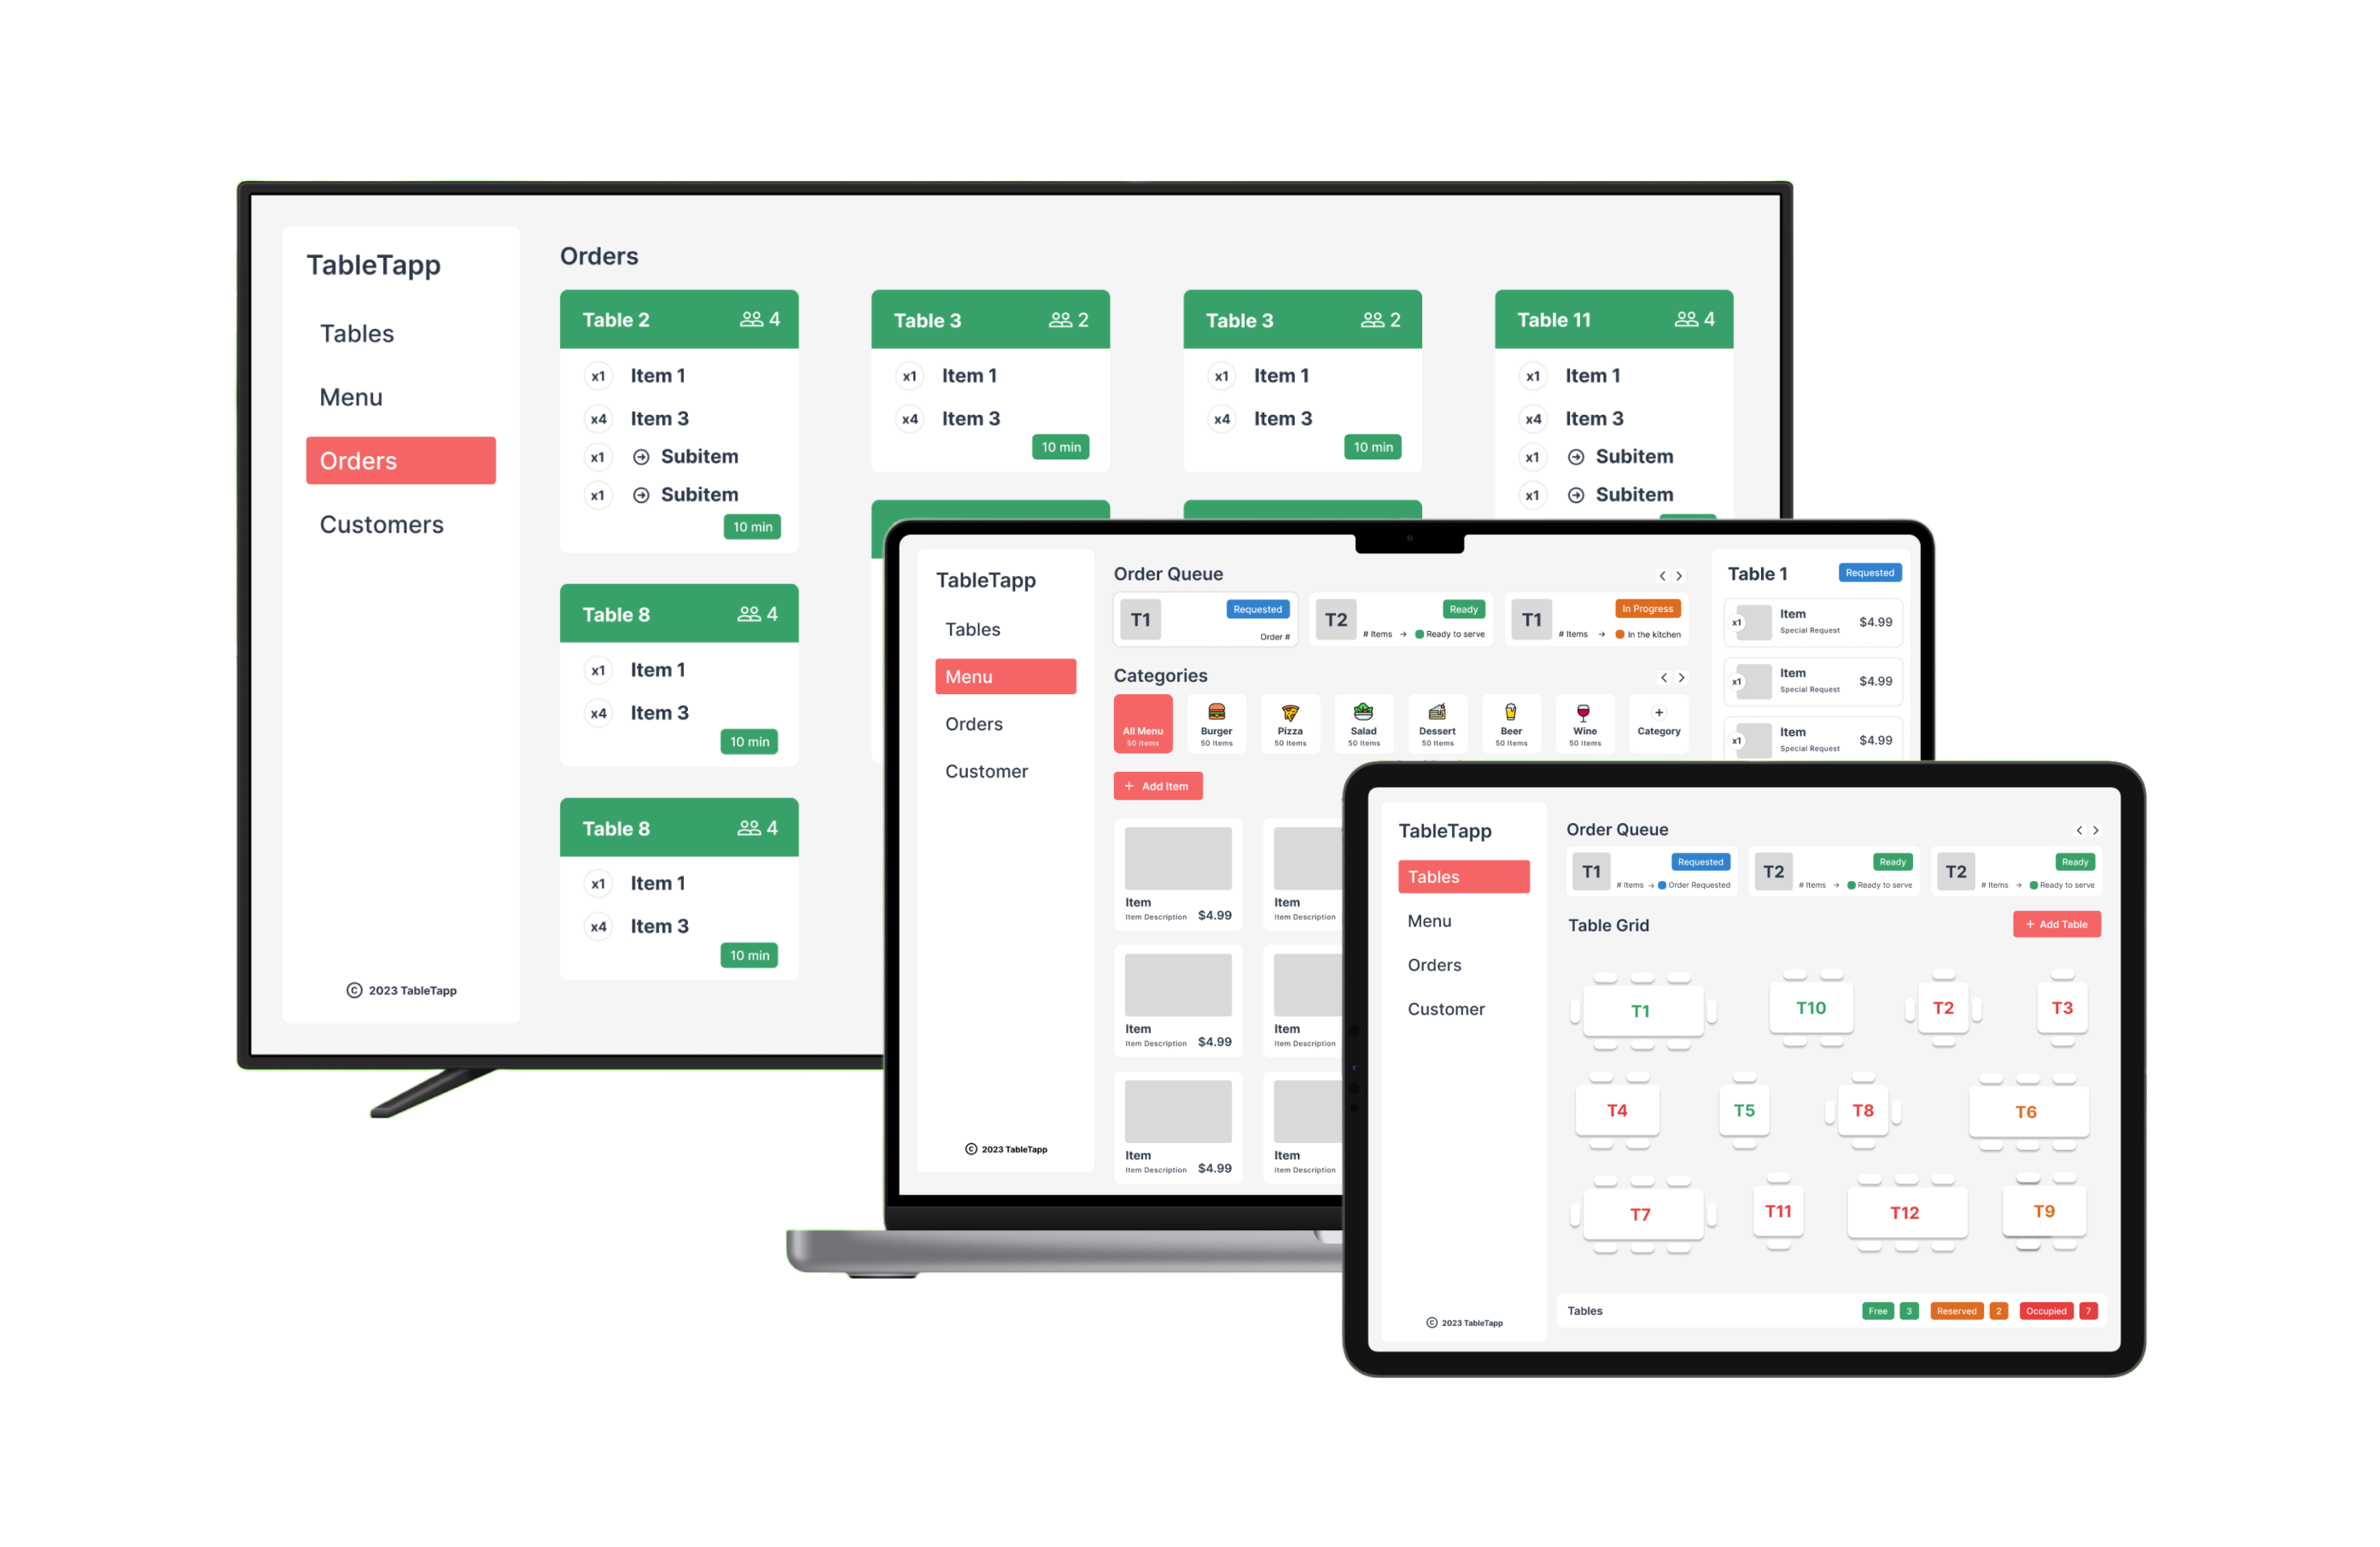 TableTapp
Tables
Menu
Orders
Customers
© 2023 TableTapp
Orders
Table 2 4
x1 Item 1
x4 Item 3
x1 Subitem
x1 Subitem
10 min
Table 3 2
x1 Item 1
x4 Item 3
10 min
Table 3 2
x1 Item 1
x4 Item 3
10 min
Table 11 4
x1 Item 1
x4 Item 3
x1 Subitem
x1 Subitem
Table 8 4
x1 Item 1
x4 Item 3
10 min
Table 8 4
x1 Item 1
x4 Item 3
10 min
TableTapp
Tables
Menu
Orders
Customer
© 2023 TableTapp
Order Queue
T1 Requested
Order #
T2 Ready
# Items → Ready to serve
T1 In Progress
# Items → In the kitchen
Categories
All Menu
50 Items
Burger
50 Items
Pizza
50 Items
Salad
50 Items
Dessert
50 Items
Beer
50 Items
Wine
50 Items
+
Category
+ Add Item
Item
Item Description $4.99
Item
Item Description
Item
Item Description $4.99
Item
Item Description
Item
Item Description $4.99
Item
Item Description
Table 1 Requested
x1 Item
Special Request $4.99
x1 Item
Special Request $4.99
x1 Item
Special Request $4.99
TableTapp
Tables
Menu
Orders
Customer
© 2023 TableTapp
Order Queue
T1 Requested
# Items → Order Requested
T2 Ready
# Items → Ready to serve
T2 Ready
# Items → Ready to serve
Table Grid
+ Add Table
T1 T10 T2 T3
T4 T5 T8 T6
T7 T11 T12 T9
Tables Free 3 Reserved 2 Occupied 7